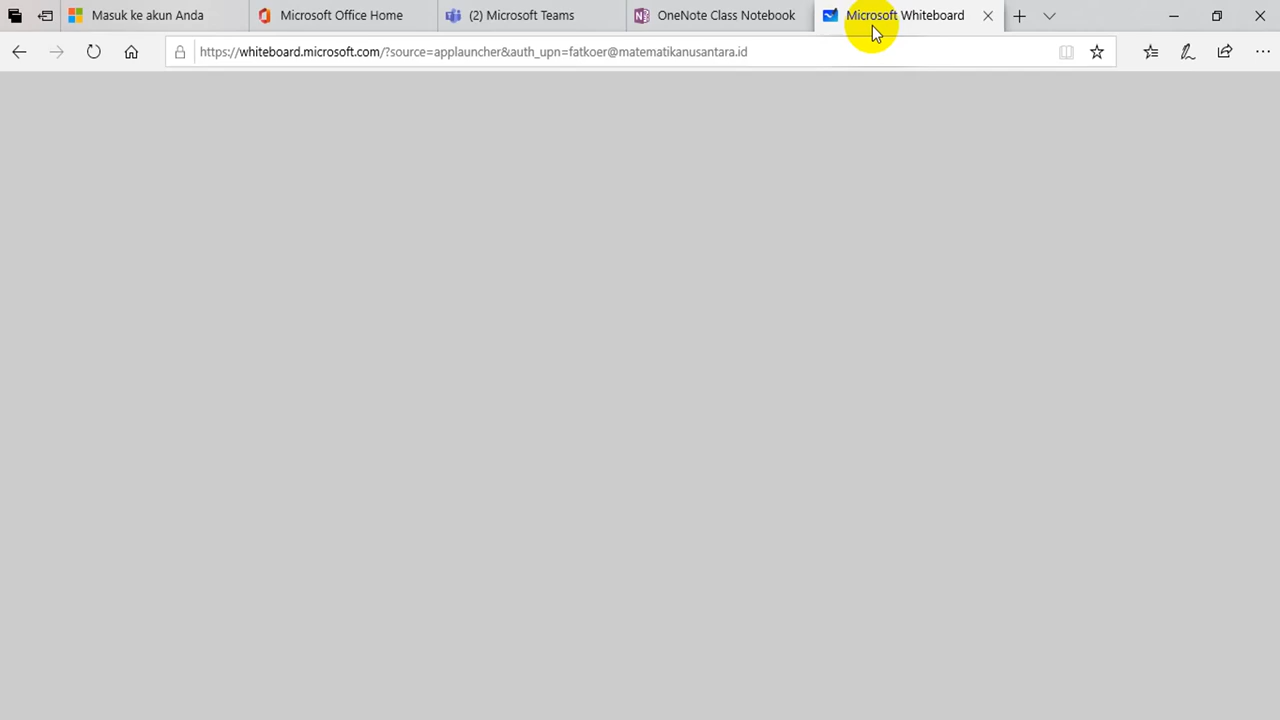 Masuk ke akun Anda
Microsoft Office Home
(2) Microsoft Teams
OneNote Class Notebook
Microsoft Whiteboard
https://whiteboard.microsoft.com/?source=applauncher&auth_upn=fatkoer@matematikanusantara.id